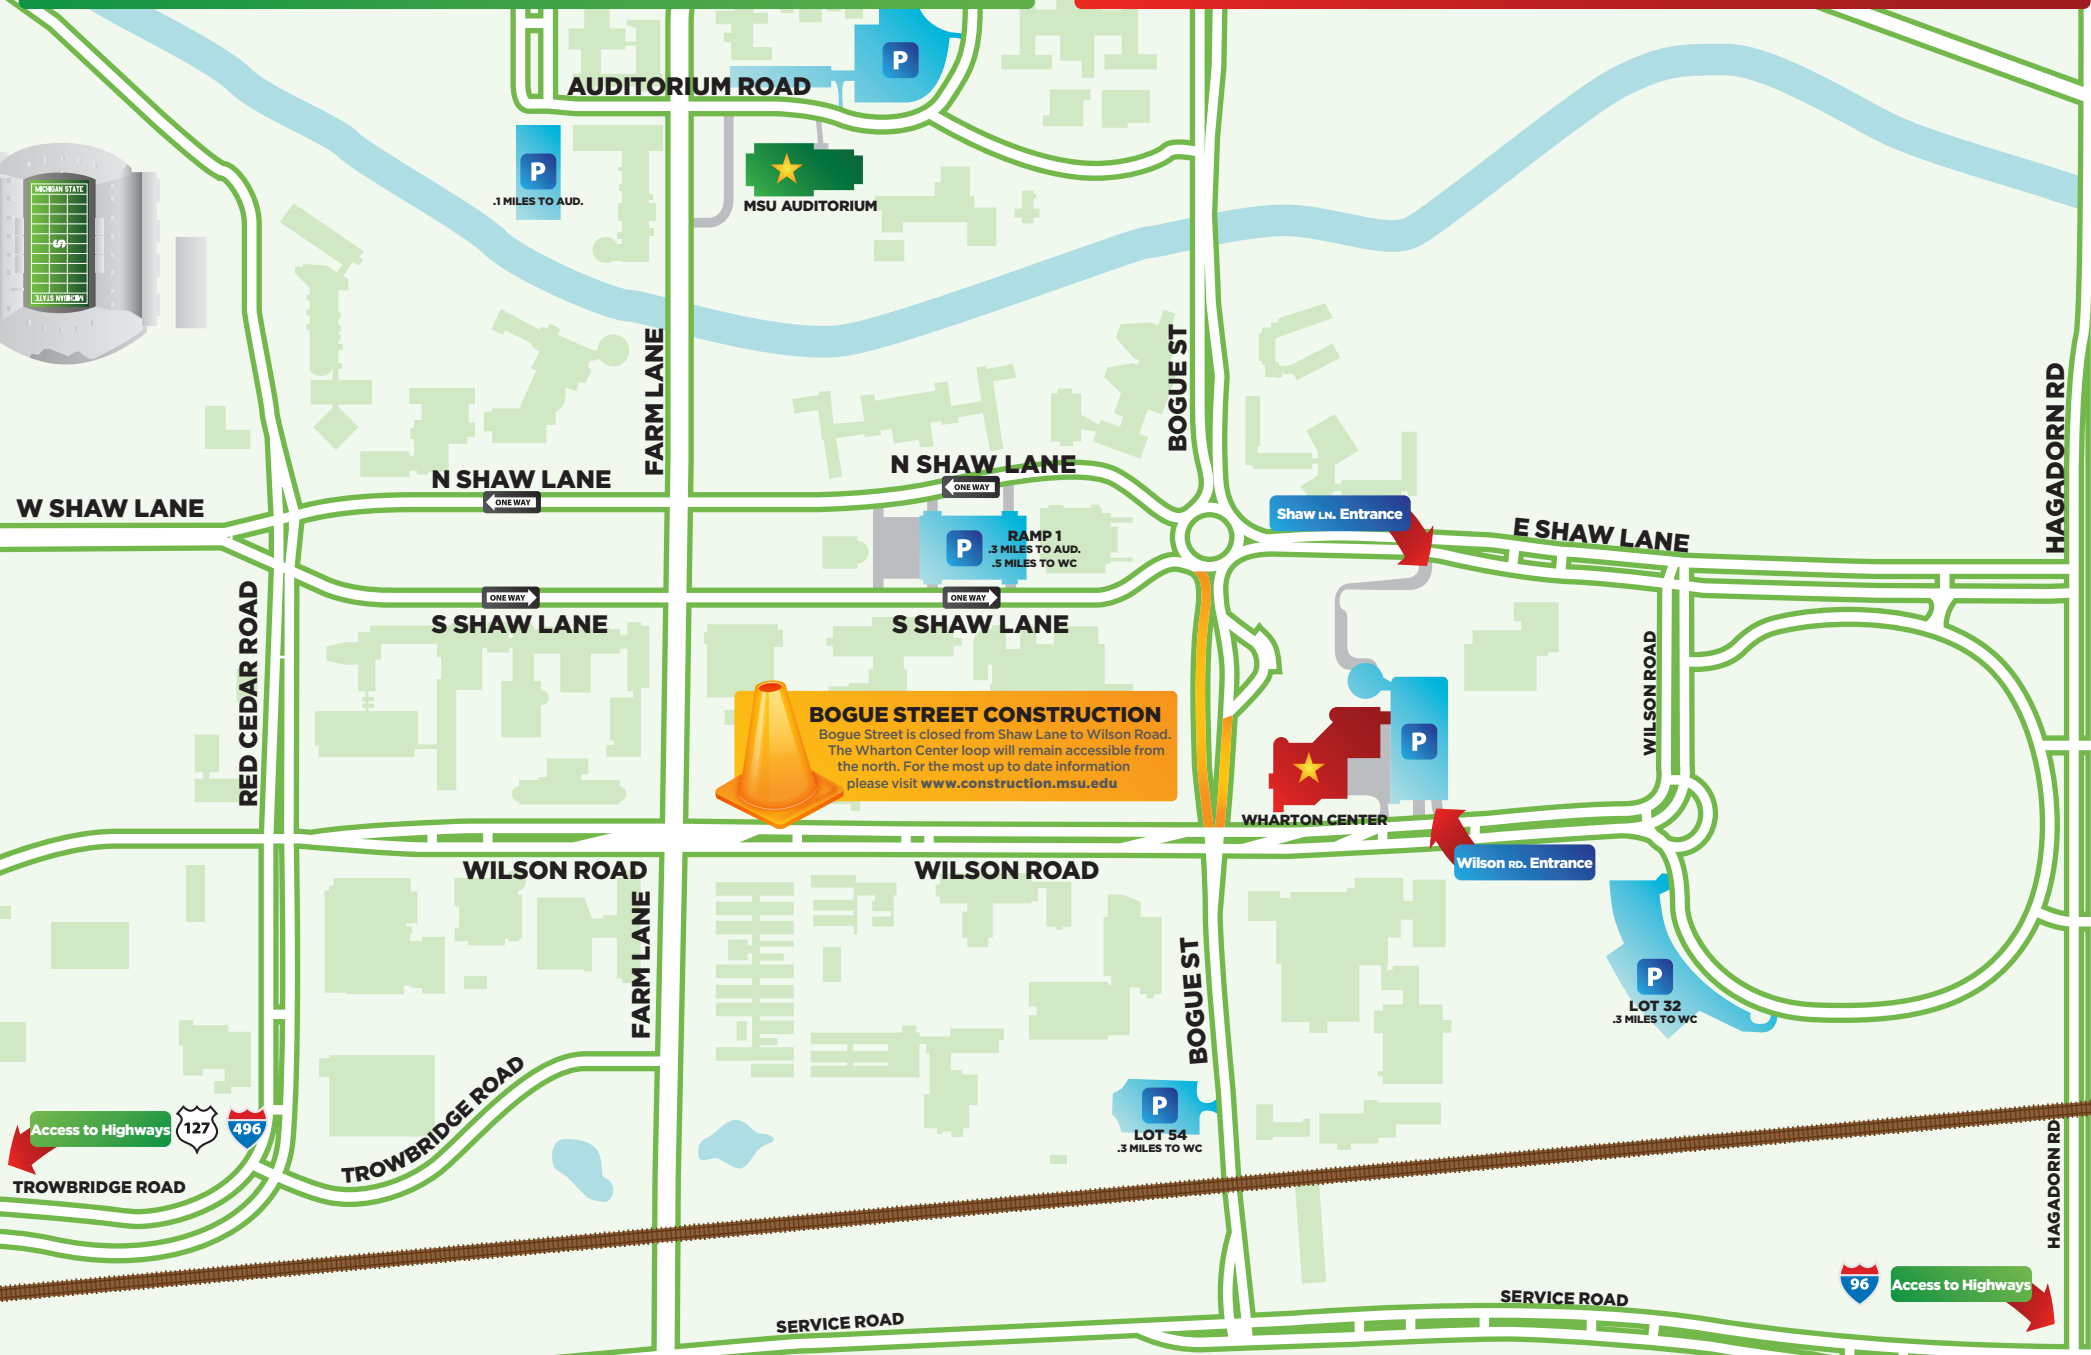 P
AUDITORIUM ROAD
P
.1 MILES TO AUD.
MSU AUDITORIUM
MICHIGAN STATE
S
MICHIGAN STATE
FARM LANE
BOGUE ST
HAGADORN RD
N SHAW LANE
ONE WAY
N SHAW LANE
ONE WAY
W SHAW LANE
Shaw LN. Entrance
E SHAW LANE
P
RAMP 1
.3 MILES TO AUD.
.5 MILES TO WC
ONE WAY
S SHAW LANE
ONE WAY
S SHAW LANE
RED CEDAR ROAD
WILSON ROAD
BOGUE STREET CONSTRUCTION
Bogue Street is closed from Shaw Lane to Wilson Road.
The Wharton Center loop will remain accessible from
the north. For the most up to date information
please visit www.construction.msu.edu
P
WHARTON CENTER
Wilson RD. Entrance
WILSON ROAD
WILSON ROAD
FARM LANE
BOGUE ST
P
LOT 32
.3 MILES TO WC
P
LOT 54
.3 MILES TO WC
Access to Highways
127
496
TROWBRIDGE ROAD
TROWBRIDGE ROAD
HAGADORN RD
96
Access to Highways
SERVICE ROAD
SERVICE ROAD